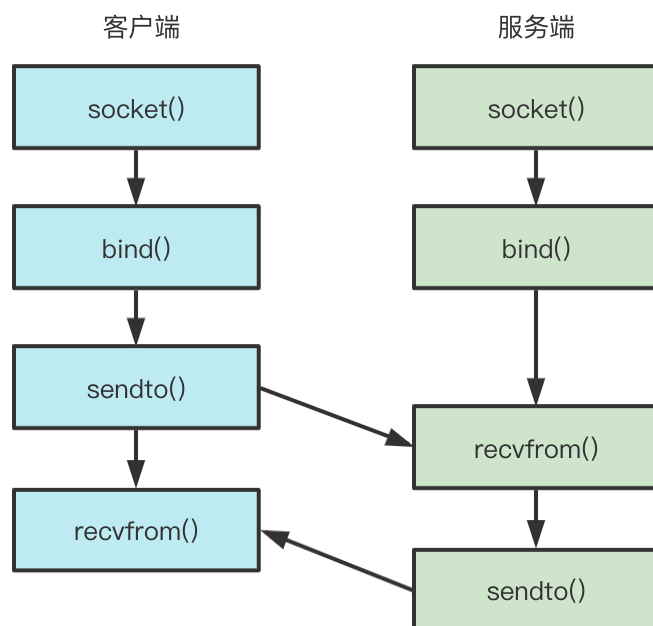 客户端
服务端
socket()
socket()
bind()
bind()
sendto()
recvfrom()
recvfrom()
sendto()